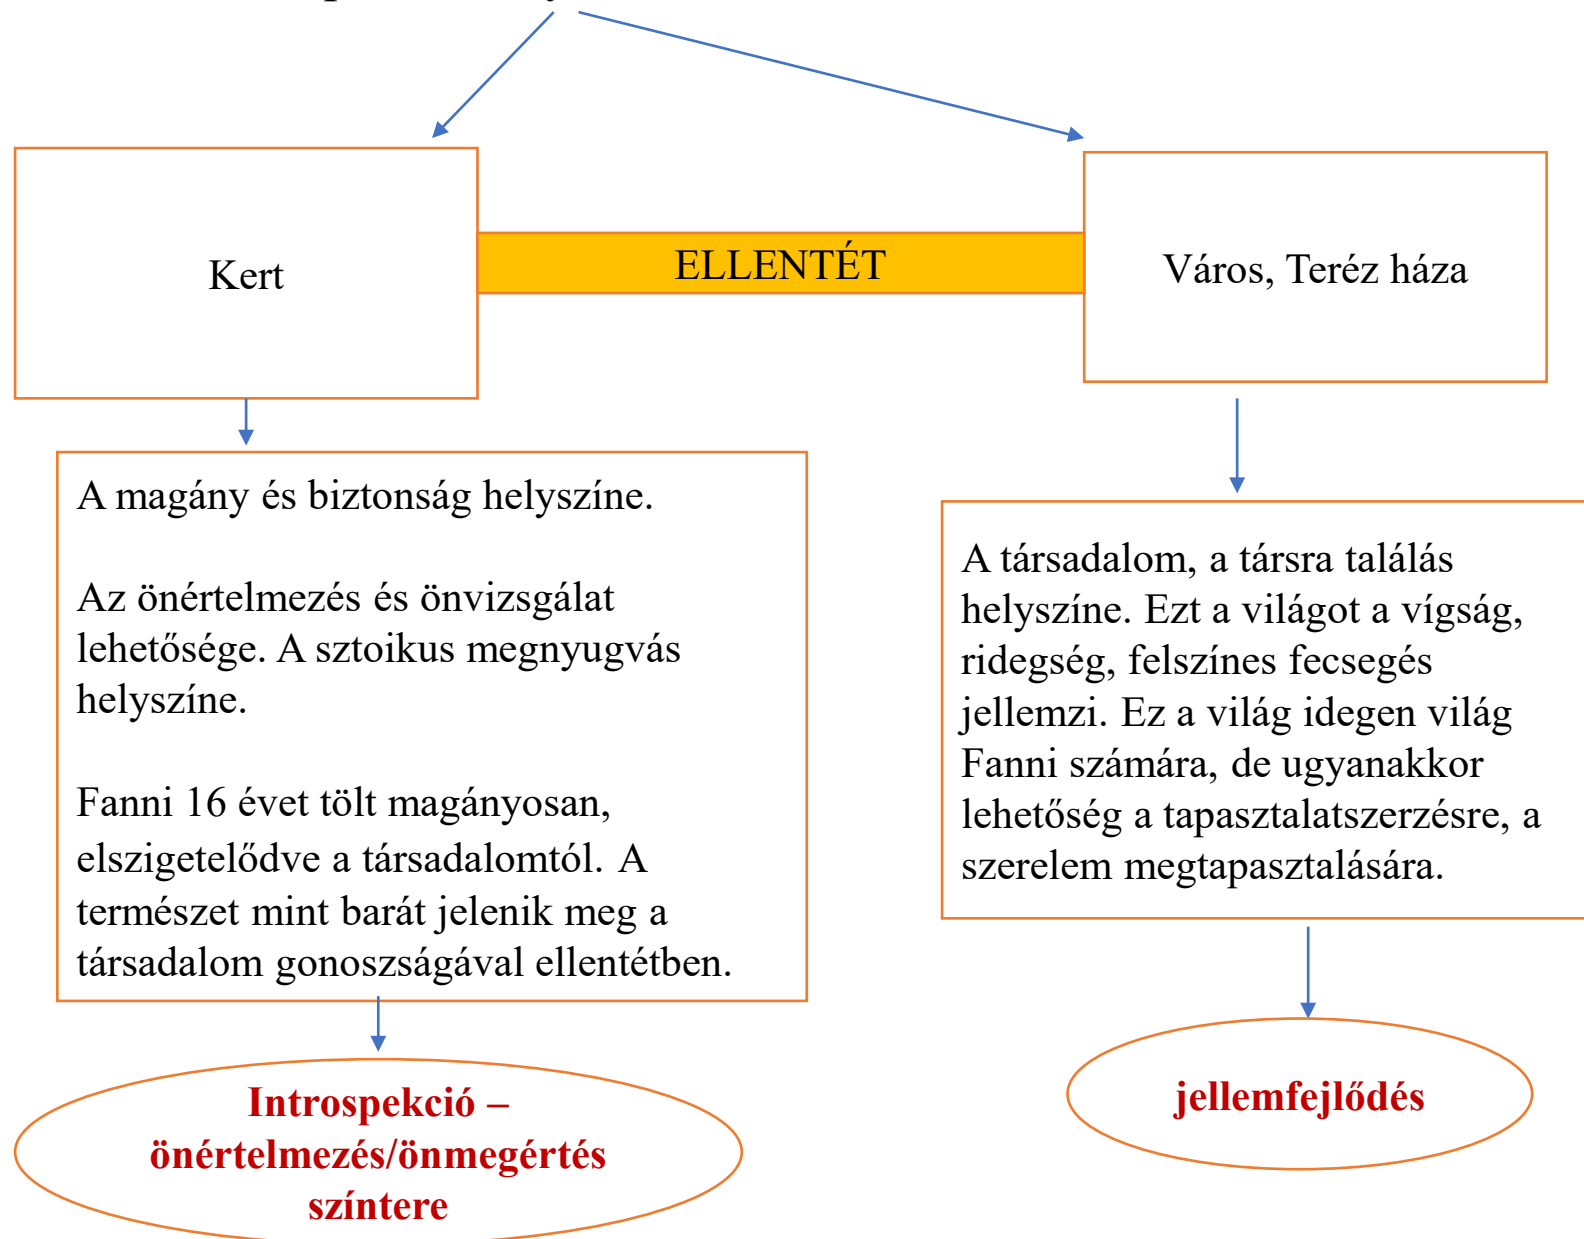 Kert
ELLENTÉT
Város, Teréz háza
A magány és biztonság helyszíne.
Az önértelmezés és önvizsgálat
lehetősége. A sztoikus megnyugvás
helyszíne.
Fanni 16 évet tölt magányosan,
elszigetelődve a társadalomtól. A
természet mint barát jelenik meg a
társadalom gonoszságával ellentétben.
A társadalom, a társra találás
helyszíne. Ezt a világot a vígság,
ridegség, felszínes fecsegés
jellemzi. Ez a világ idegen világ
Fanni számára, de ugyanakkor
lehetőség a tapasztalatszerzésre, a
szerelem megtapasztalására.
Introspekció –
önértelmezés/önmegértés
színtere
jellemfejlődés